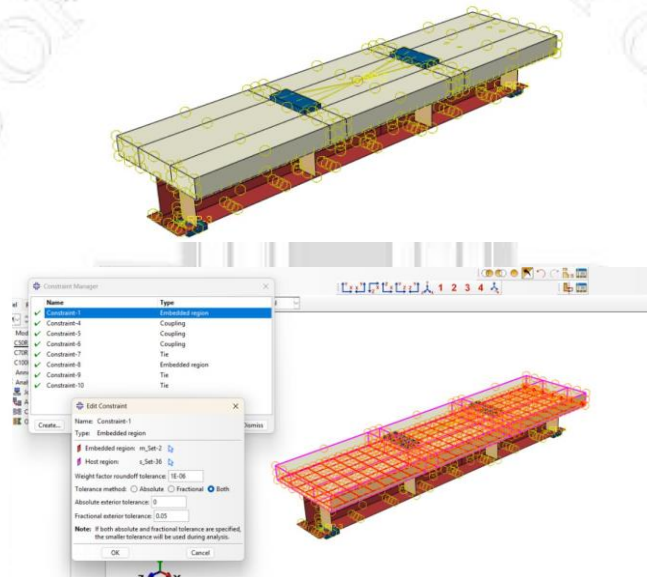 Constraint Manager
Name Type
Constraint-1 Embedded region
Constraint-4 Coupling
Constraint-5 Coupling
Constraint-6 Coupling
Constraint-7 Tie
Constraint-8 Embedded region
Constraint-9 Tie
Constraint-10 Tie
Create...
1 2 3 4
Edit Constraint
Name: Constraint-1
Type: Embedded region
Embedded region: m_Set-2
Host region: s_Set-36
Weight factor roundoff tolerance: 1E-06
Tolerance method: Absolute Fractional Both
Absolute exterior tolerance: 0
Fractional exterior tolerance: 0.05
Note: If both absolute and fractional tolerance are specified,
the smaller tolerance will be used during analysis.
OK Cancel
Z X